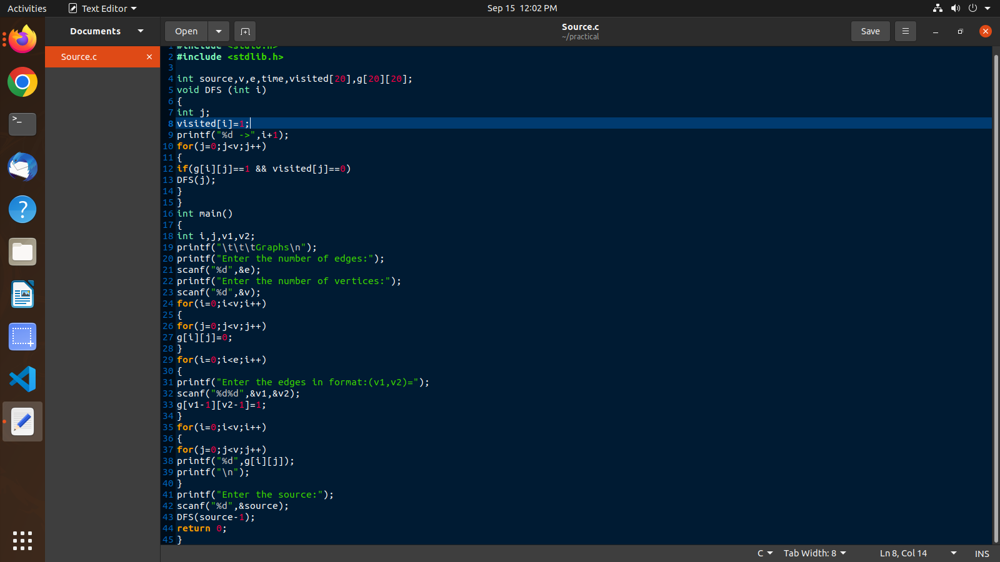 Activities Text Editor Sep 15 12:02 PM
Documents Open Source.c Save
~/practical
Source.c
1 #include <stdio.h>
2 #include <stdlib.h>
3
4 int source,v,e,time,visited[20],g[20][20];
5 void DFS (int i)
6 {
7 int j;
8 visited[i]=1;
9 printf("%d ->",i+1);
10 for(j=0;j<v;j++)
11 {
12 if(g[i][j]==1 && visited[j]==0)
13 DFS(j);
14 }
15 }
16 int main()
17 {
18 int i,j,v1,v2;
19 printf("\t\t\tGraphs\n");
20 printf("Enter the number of edges:");
21 scanf("%d",&e);
22 printf("Enter the number of vertices:");
23 scanf("%d",&v);
24 for(i=0;i<v;i++)
25 {
26 for(j=0;j<v;j++)
27 g[i][j]=0;
28 }
29 for(i=0;i<e;i++)
30 {
31 printf("Enter the edges in format:(v1,v2)=");
32 scanf("%d%d",&v1,&v2);
33 g[v1-1][v2-1]=1;
34 }
35 for(i=0;i<v;i++)
36 {
37 for(j=0;j<v;j++)
38 printf("%d",g[i][j]);
39 printf("\n");
40 }
41 printf("Enter the source:");
42 scanf("%d",&source);
43 DFS(source-1);
44 return 0;
45 }
C Tab Width: 8 Ln 8, Col 14 INS